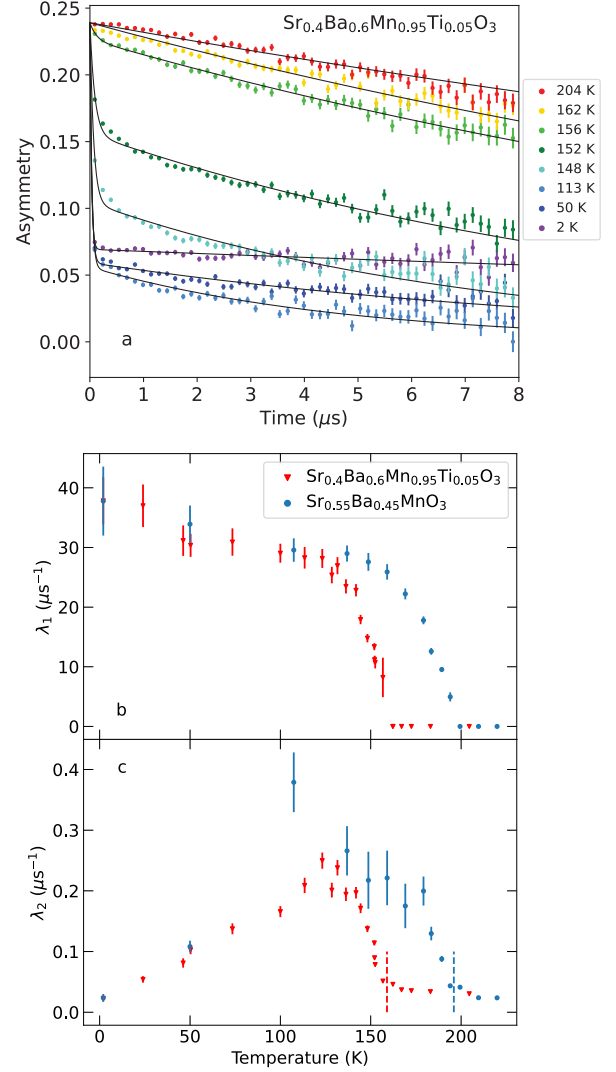 Sr0.4Ba0.6Mn0.95Ti0.05O3
0.25
0.20
0.15
0.10
0.05
0.00
Asymmetry
a
0 1 2 3 4 5 6 7 8
Time (μs)
204 K
162 K
156 K
152 K
148 K
113 K
50 K
2 K
Sr0.4Ba0.6Mn0.95Ti0.05O3
Sr0.55Ba0.45MnO3
40
30
20
10
0
λ1 (μs−1)
b
c
0.4
0.3
0.2
0.1
0.0
λ2 (μs−1)
0 50 100 150 200
Temperature (K)